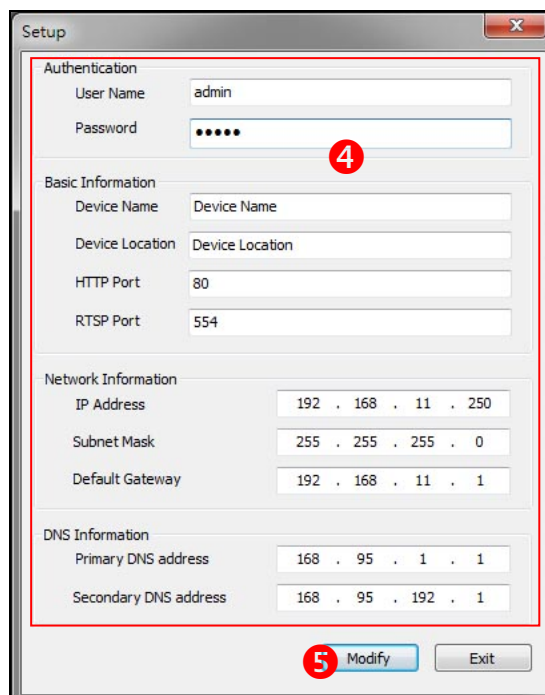 Setup
Authentication
User Name admin
Password •••••
4
Basic Information
Device Name Device Name
Device Location Device Location
HTTP Port 80
RTSP Port 554
Network Information
IP Address 192 . 168 . 11 . 250
Subnet Mask 255 . 255 . 255 . 0
Default Gateway 192 . 168 . 11 . 1
DNS Information
Primary DNS address 168 . 95 . 1 . 1
Secondary DNS address 168 . 95 . 192 . 1
5 Modify Exit